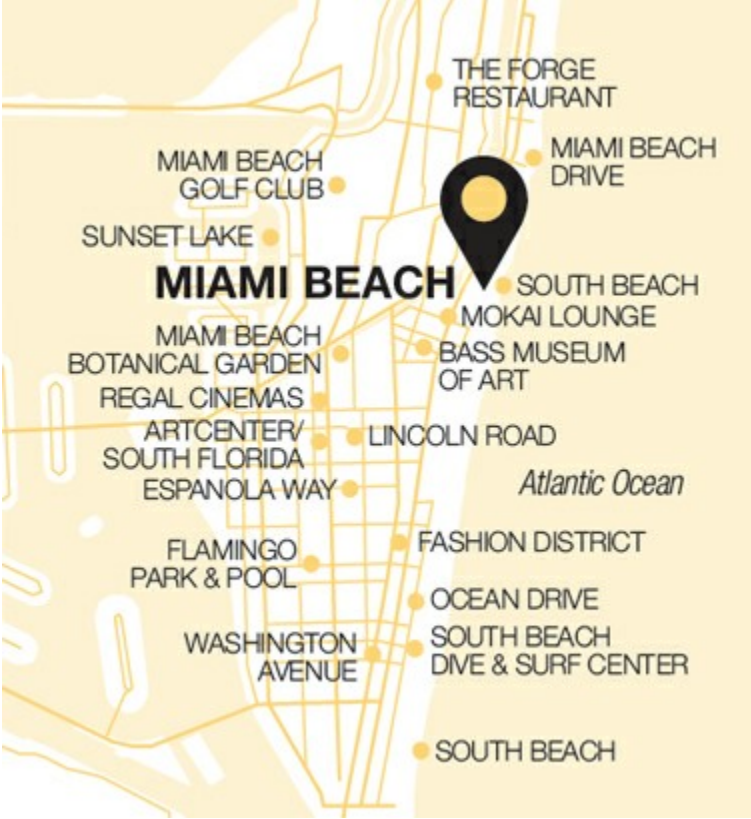 THE FORGE
RESTAURANT
MIAMI BEACH
DRIVE
MIAMI BEACH
GOLF CLUB
SUNSET LAKE
MIAMI BEACH
SOUTH BEACH
MOKAI LOUNGE
MIAMI BEACH
BOTANICAL GARDEN
BASS MUSEUM
OF ART
REGAL CINEMAS
ARTCENTER/
SOUTH FLORIDA
LINCOLN ROAD
ESPANOLA WAY
Atlantic Ocean
FASHION DISTRICT
FLAMINGO
PARK & POOL
OCEAN DRIVE
WASHINGTON
AVENUE
SOUTH BEACH
DIVE & SURF CENTER
SOUTH BEACH